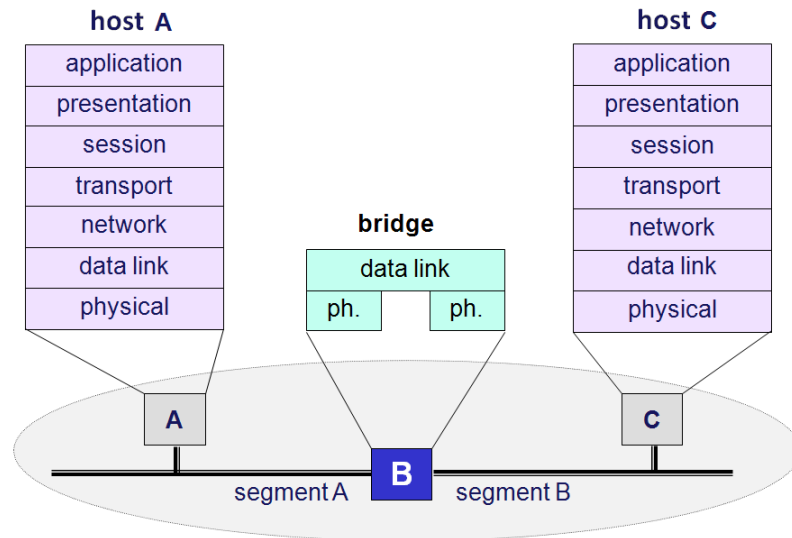 host A
application
presentation
session
transport
network
data link
physical
bridge
data link
ph. ph.
host C
application
presentation
session
transport
network
data link
physical
A
B
C
segment A
segment B